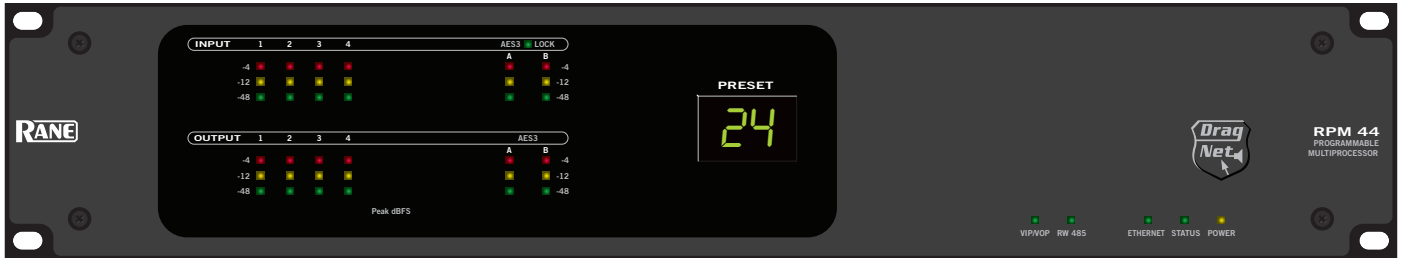 INPUT 1 2 3 4 AES3 LOCK
A B
-4 -4
-12 -12
-48 -48
PRESET
24
RANE
OUTPUT 1 2 3 4 AES3
A B
-4 -4
-12 -12
-48 -48
Peak dBFS
Drag
Net
RPM 44
PROGRAMMABLE
MULTIPROCESSOR
VIP/VOP RW 485 ETHERNET STATUS POWER